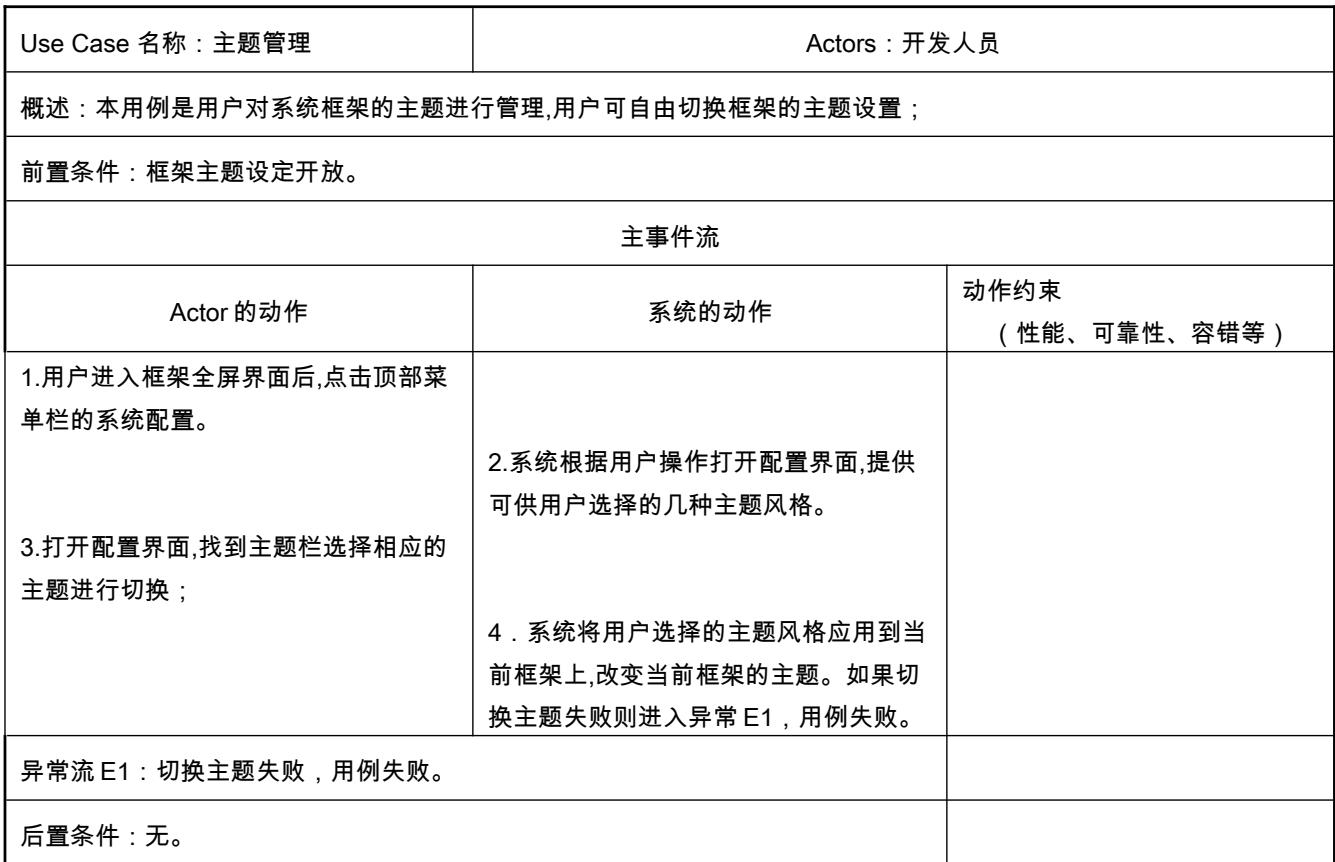 Use Case 名称：主题管理
Actors：开发人员
概述：本用例是用户对系统框架的主题进行管理,用户可自由切换框架的主题设置；
前置条件：框架主题设定开放。
主事件流
Actor 的动作
系统的动作
动作约束
（性能、可靠性、容错等）
1.用户进入框架全屏界面后,点击顶部菜
单栏的系统配置。
2.系统根据用户操作打开配置界面,提供
可供用户选择的几种主题风格。
3.打开配置界面,找到主题栏选择相应的
主题进行切换；
4．系统将用户选择的主题风格应用到当
前框架上,改变当前框架的主题。如果切
换主题失败则进入异常 E1，用例失败。
异常流 E1：切换主题失败，用例失败。
后置条件：无。